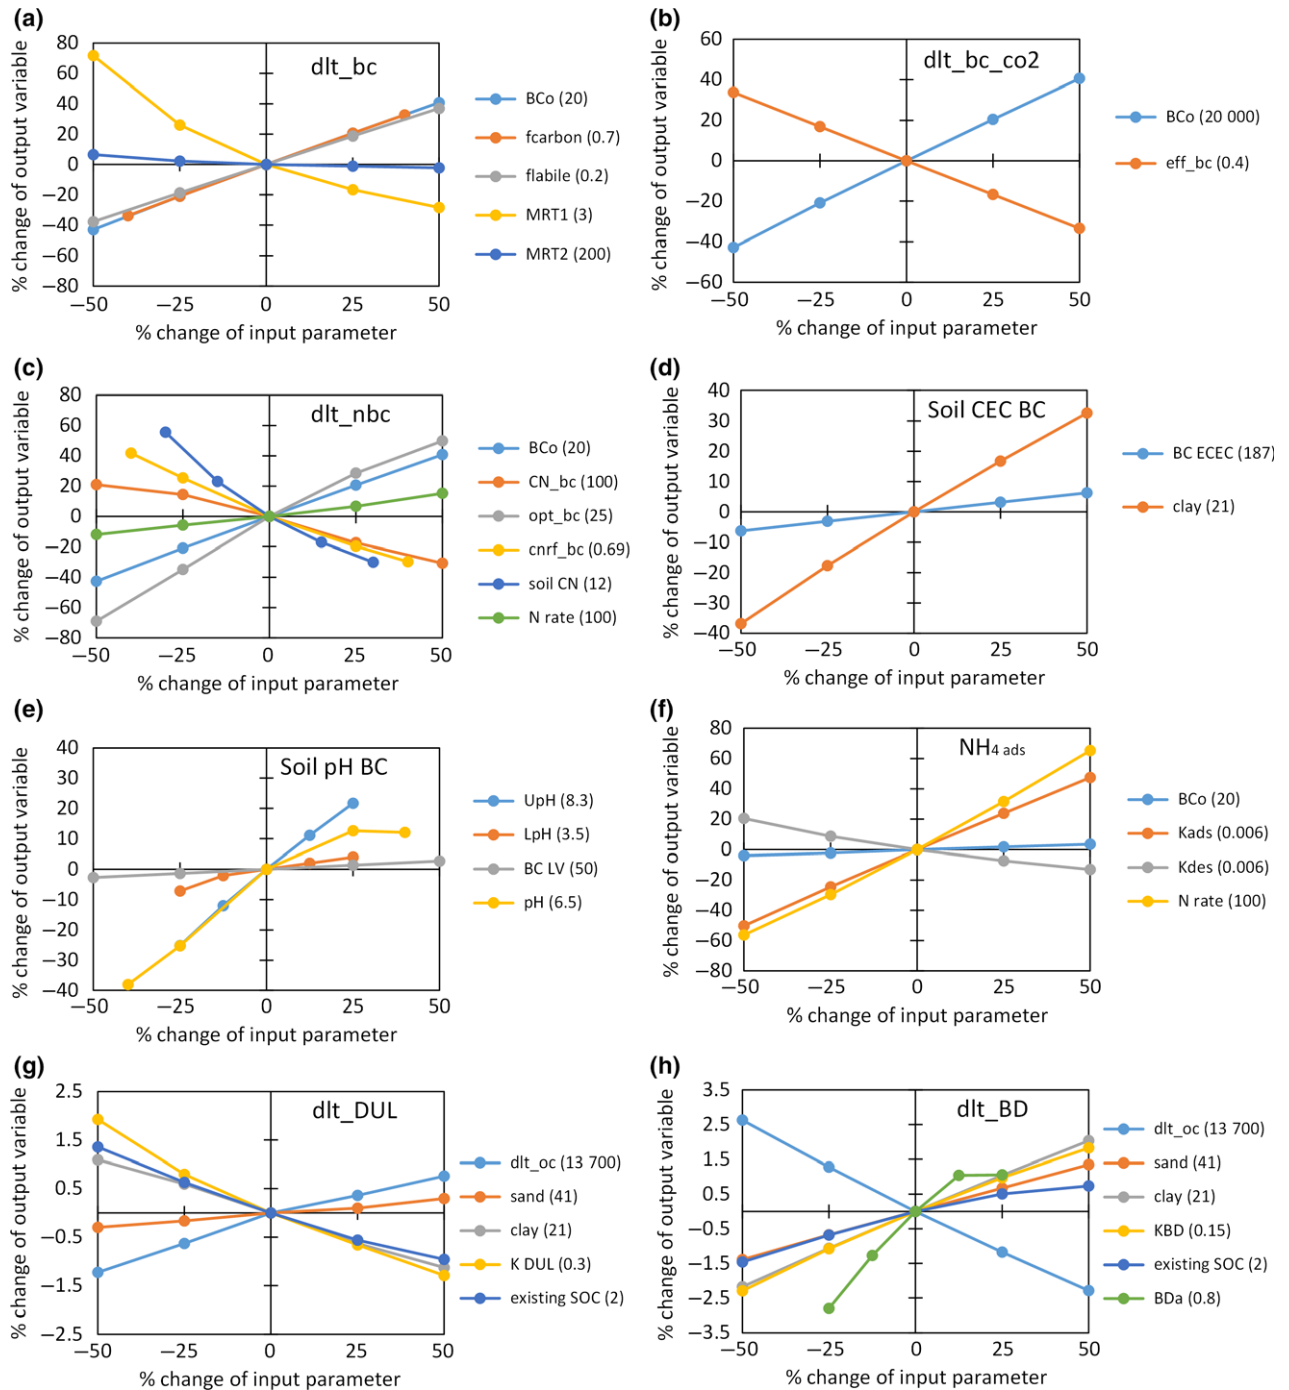 (a)
% change of output variable
80
60
40
20
0
−20
−40
−60
−80
dlt_bc
−50
−25
0
25
50
% change of input parameter
BCo (20)
fcarbon (0.7)
flabile (0.2)
MRT1 (3)
MRT2 (200)
(b)
% change of output variable
60
40
20
0
−20
−40
−60
dlt_bc_co2
−50
−25
0
25
50
% change of input parameter
BCo (20 000)
eff_bc (0.4)
(c)
% change of output variable
80
60
40
20
0
−20
−40
−60
−80
dlt_nbc
−50
−25
0
25
50
% change of input parameter
BCo (20)
CN_bc (100)
opt_bc (25)
cnrf_bc (0.69)
soil CN (12)
N rate (100)
(d)
% change of output variable
40
30
20
10
0
−10
−20
−30
−40
Soil CEC BC
−50
−25
0
25
50
% change of input parameter
BC ECEC (187)
clay (21)
(e)
% change of output variable
40
30
20
10
0
−10
−20
−30
−40
Soil pH BC
−50
−25
0
25
50
% change of input parameter
UpH (8.3)
LpH (3.5)
BC LV (50)
pH (6.5)
(f)
% change of output variable
80
60
40
20
0
−20
−40
−60
−80
NH4 ads
−50
−25
0
25
50
% change of input parameter
BCo (20)
Kads (0.006)
Kdes (0.006)
N rate (100)
(g)
% change of output variable
2.5
1.5
0.5
−0.5
−1.5
−2.5
dlt_DUL
−50
−25
0
25
50
% change of input parameter
dlt_oc (13 700)
sand (41)
clay (21)
K DUL (0.3)
existing SOC (2)
(h)
% change of output variable
3.5
2.5
1.5
0.5
−0.5
−1.5
−2.5
−3.5
dlt_BD
−50
−25
0
25
50
% change of input parameter
dlt_oc (13 700)
sand (41)
clay (21)
KBD (0.15)
existing SOC (2)
BDa (0.8)